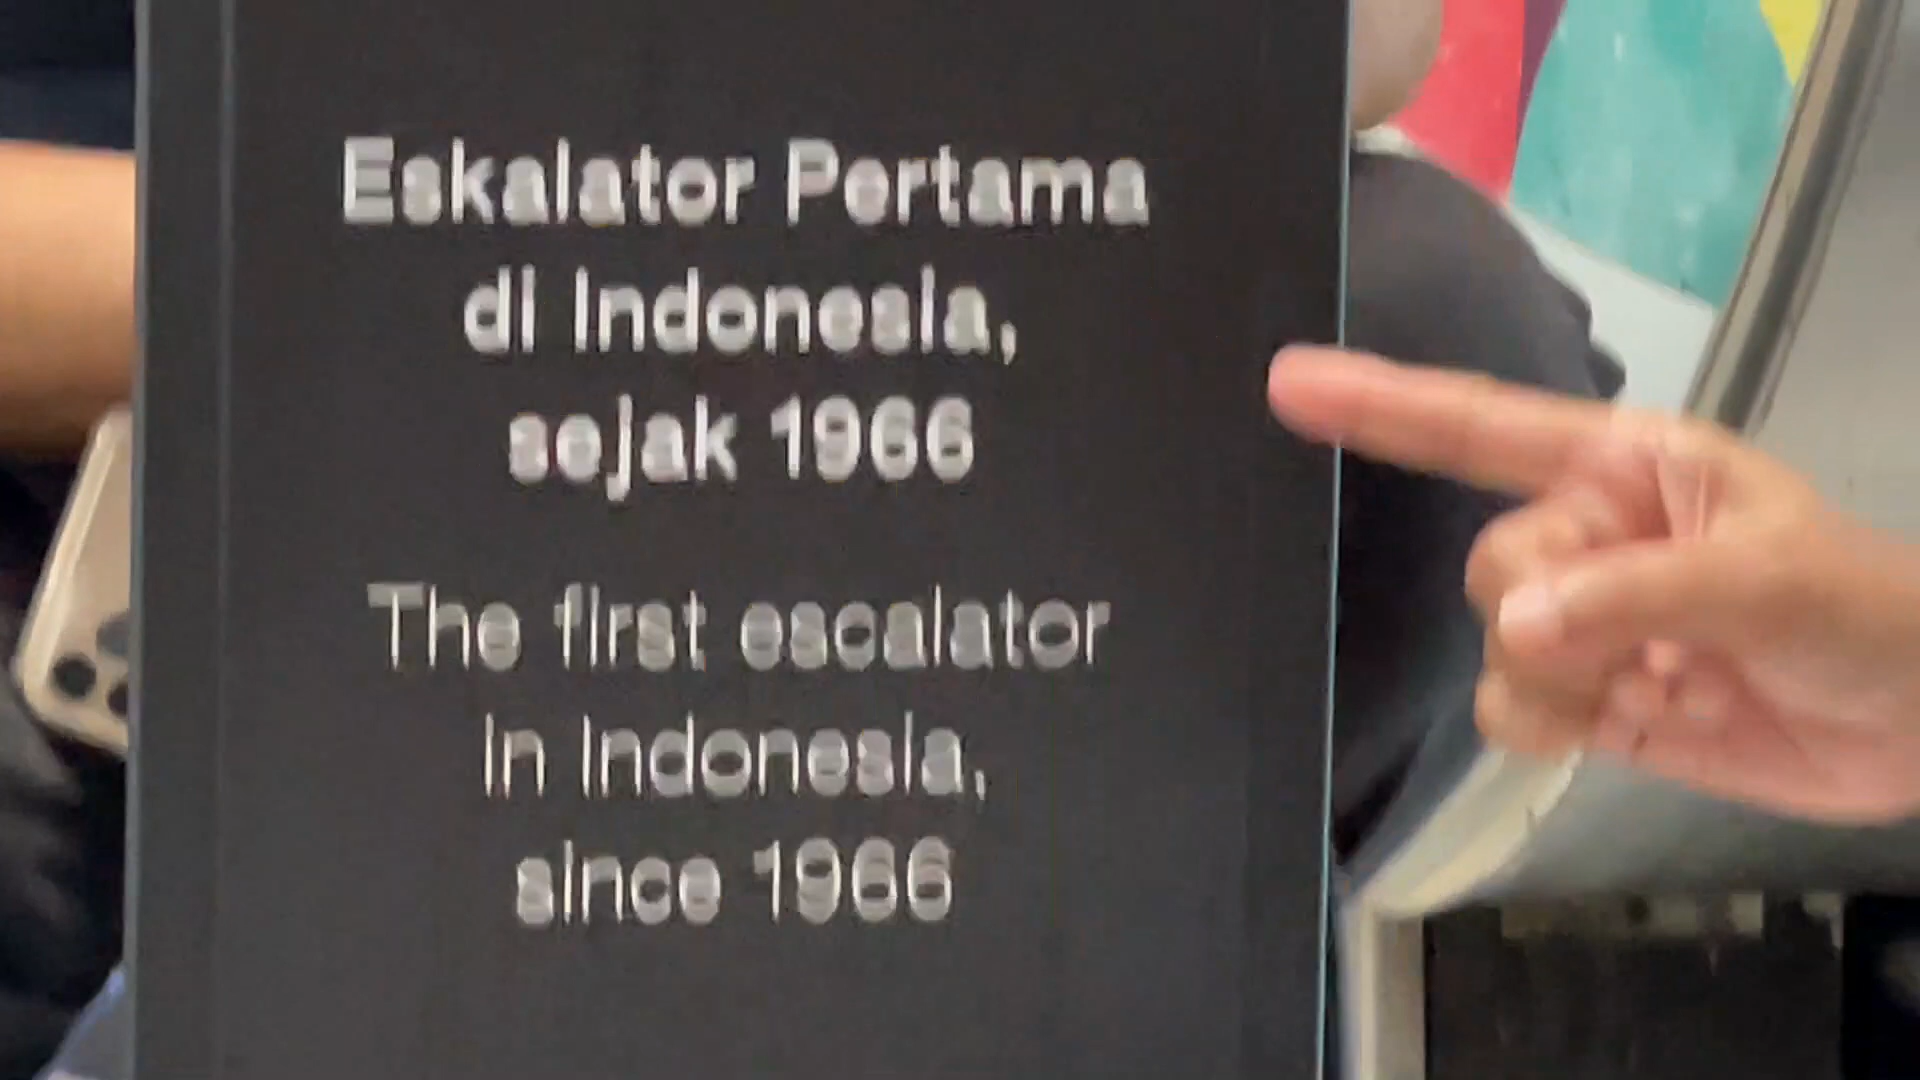 Eskalator Pertama
di Indonesia,
sejak 1966
The first escalator
in Indonesia,
since 1966